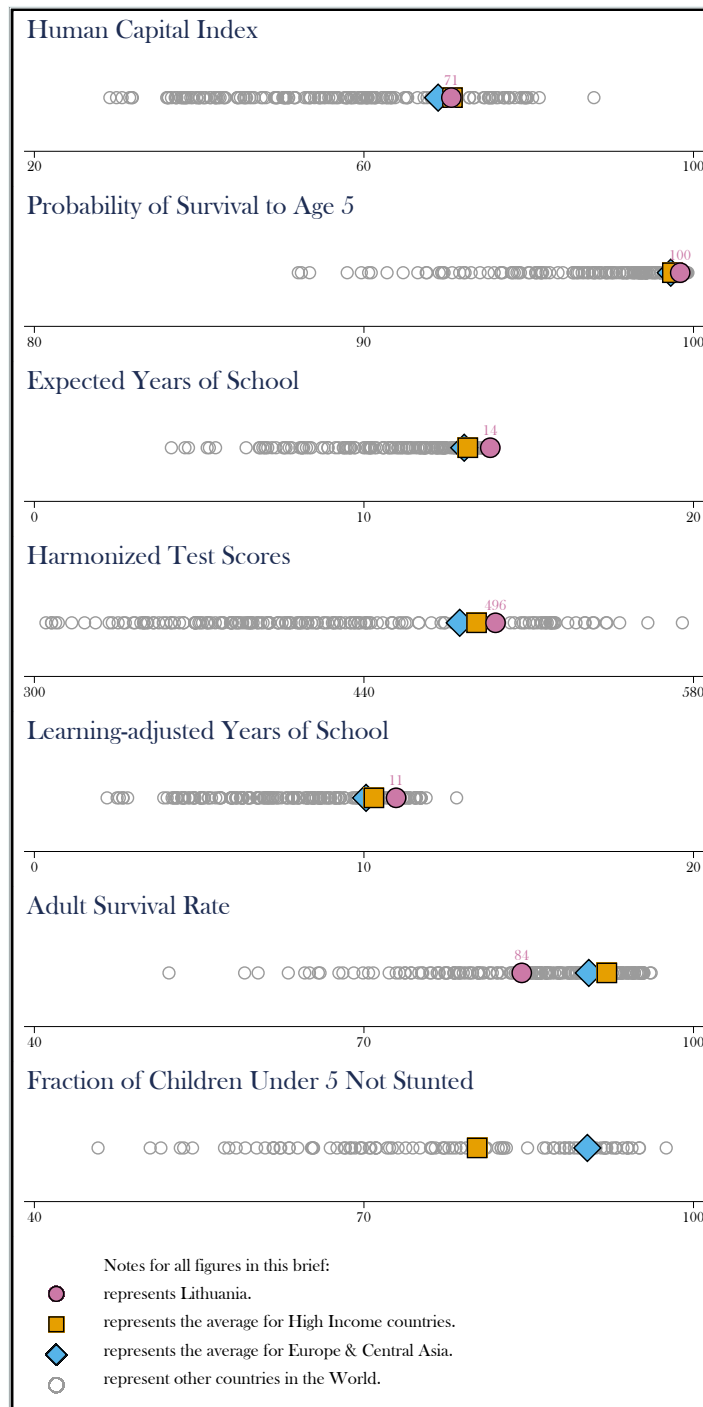 Human Capital Index
71
20 60 100
Probability of Survival to Age 5
100
80 90 100
Expected Years of School
14
0 10 20
Harmonized Test Scores
496
300 440 580
Learning-adjusted Years of School
11
0 10 20
Adult Survival Rate
84
40 70 100
Fraction of Children Under 5 Not Stunted
40 70 100
Notes for all figures in this brief:
represents Lithuania.
represents the average for High Income countries.
represents the average for Europe & Central Asia.
represent other countries in the World.